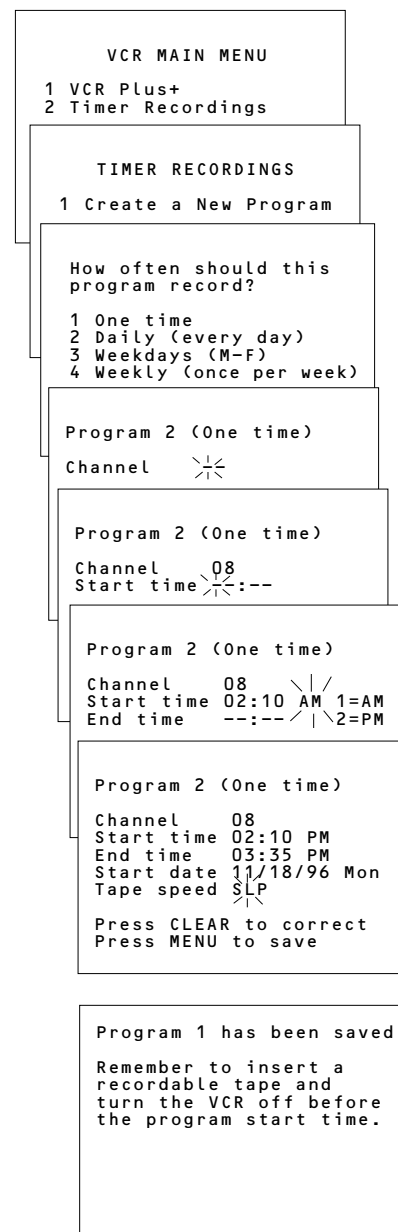 VCR MAIN MENU
1 VCR Plus+
2 Timer Recordings
TIMER RECORDINGS
1 Create a New Program
How often should this
program record?
1 One time
2 Daily (every day)
3 Weekdays (M-F)
4 Weekly (once per week)
Program 2 (One time)
Channel --
Program 2 (One time)
Channel 08
Start time --:--
Program 2 (One time)
Channel 08
Start time 02:10 AM 1=AM
End time --:-- 2=PM
Program 2 (One time)
Channel 08
Start time 02:10 PM
End time 03:35 PM
Start date 11/18/96 Mon
Tape speed SLP
Press CLEAR to correct
Press MENU to save
Program 1 has been saved
Remember to insert a
recordable tape and
turn the VCR off before
the program start time.